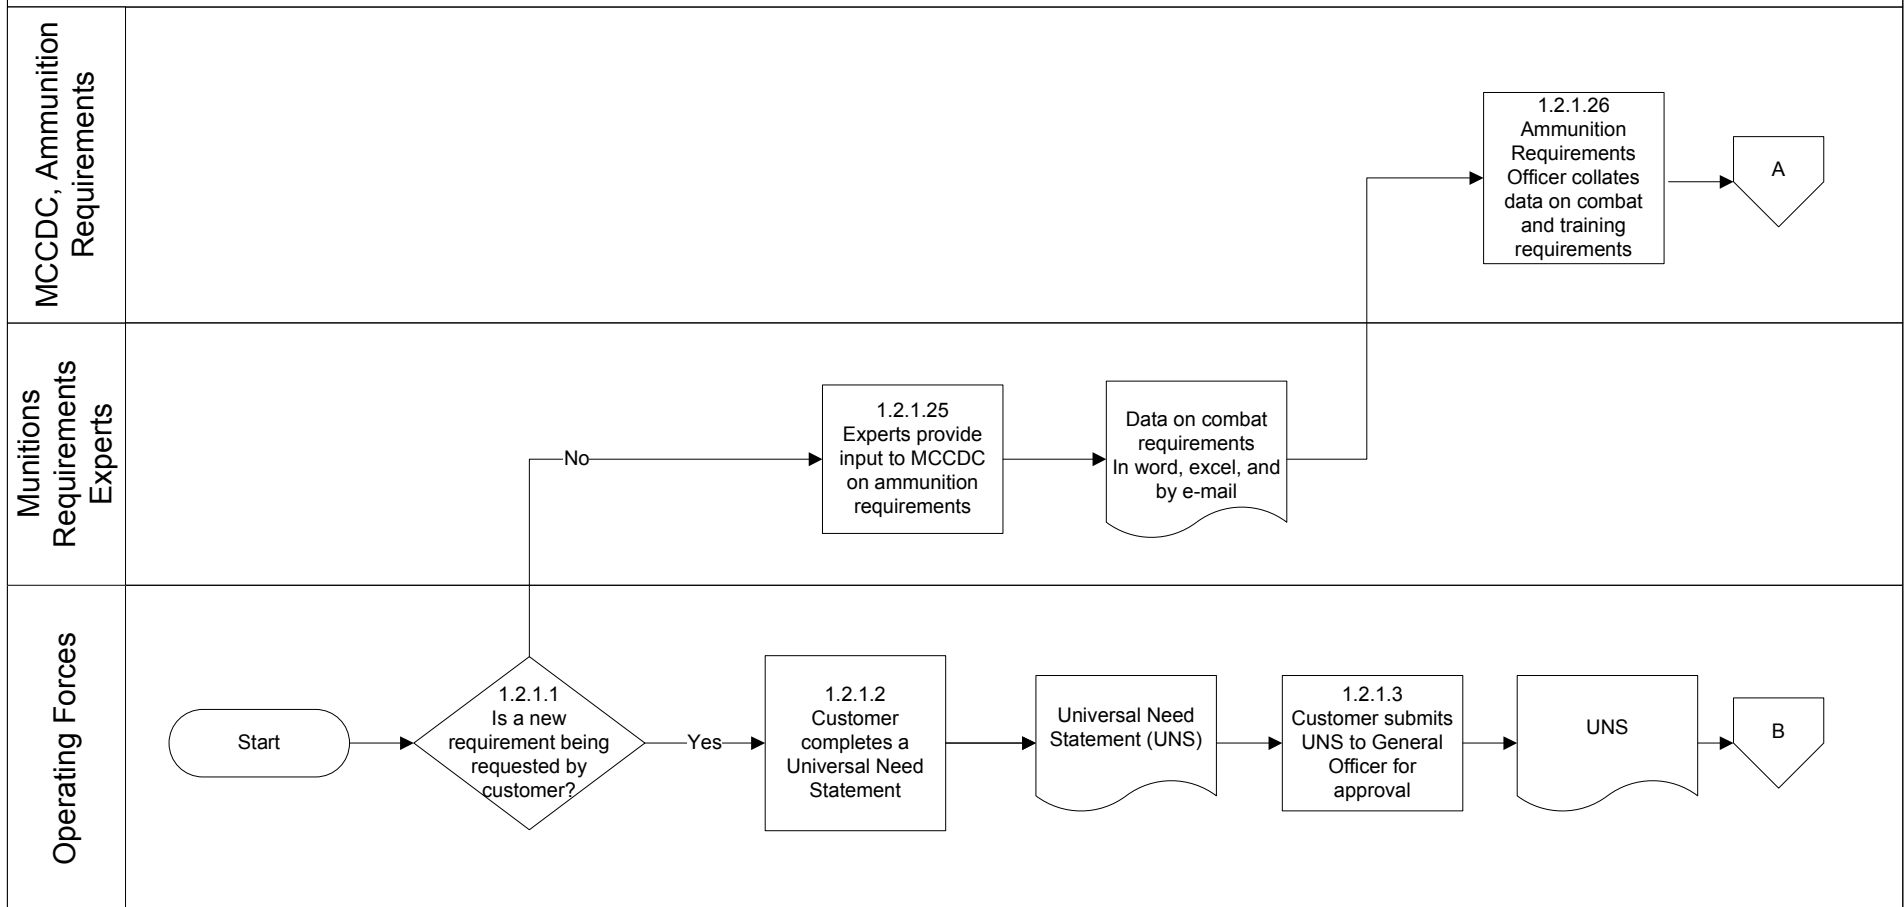 MCCDC, Ammunition
Requirements
1.2.1.26
Ammunition
Requirements
Officer collates
data on combat
and training
requirements
A
Munitions
Requirements
Experts
No
1.2.1.25
Experts provide
input to MCCDC
on ammunition
requirements
Data on combat
requirements
In word, excel, and
by e-mail
Operating Forces
Start
1.2.1.1
Is a new
requirement being
requested by
customer?
Yes
1.2.1.2
Customer
completes a
Universal Need
Statement
Universal Need
Statement (UNS)
1.2.1.3
Customer submits
UNS to General
Officer for
approval
UNS
B